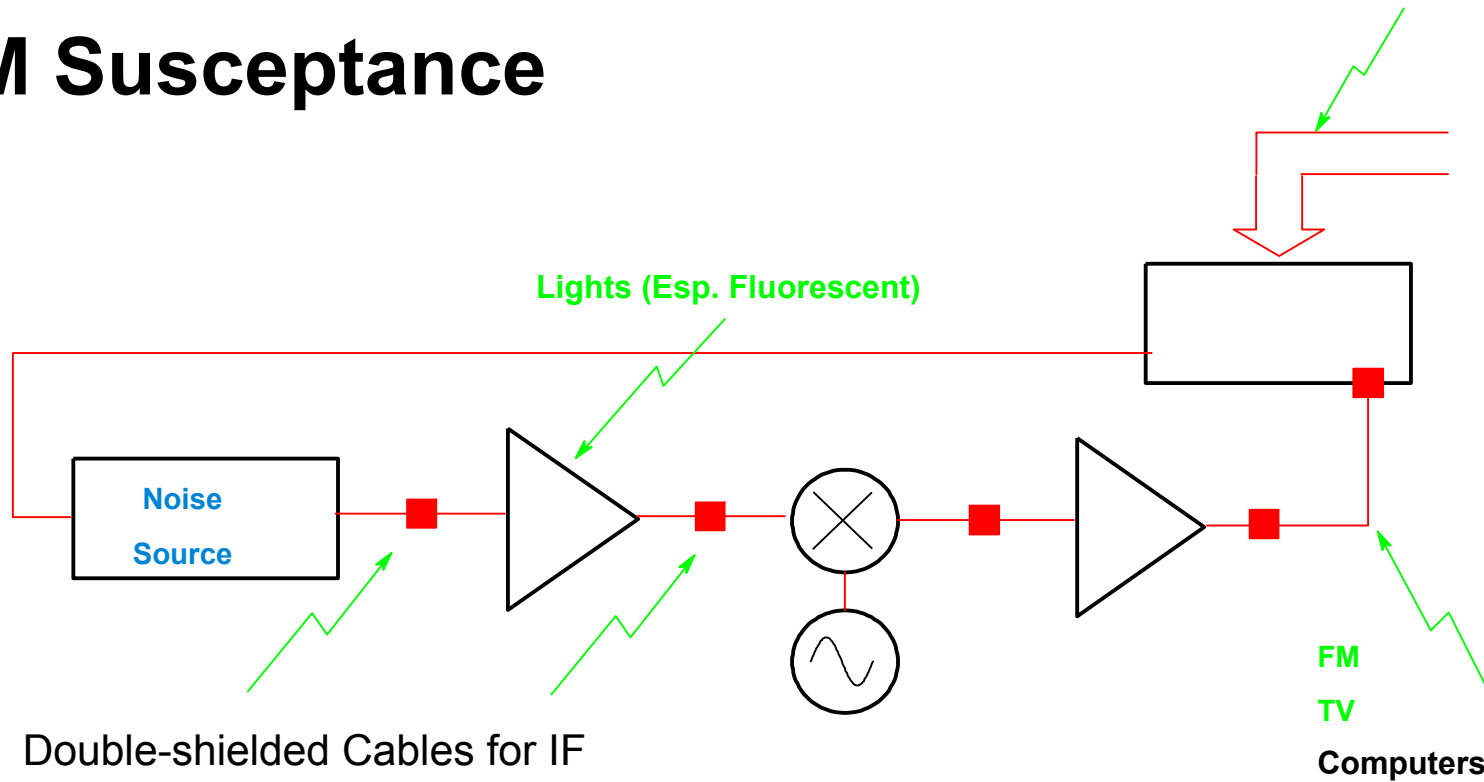 M Susceptance
Lights (Esp. Fluorescent)
Noise
Source
FM
TV
Double-shielded Cables for IF
Computers